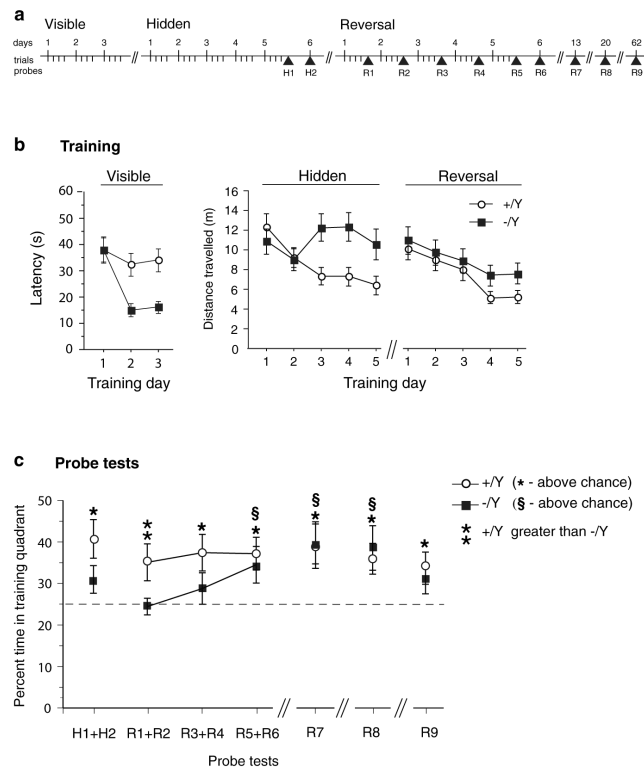 a
Visible Hidden Reversal
days 1 2 3 // 1 2 3 4 5 6 // 1 2 3 4 5 6 // 13 // 20 // 62
trials
probes H1 H2 R1 R2 R3 R4 R5 R6 R7 R8 R9
b Training
Visible Hidden Reversal
Latency (s)
60
50
40
30
20
10
0
1 2 3
Training day
Distance travelled (m)
16
14
12
10
8
6
4
2
0
+/Y
-/Y
1 2 3 4 5 // 1 2 3 4 5
Training day
c Probe tests
+/Y (* - above chance)
-/Y (§ - above chance)
* * +/Y greater than -/Y
Percent time in training quadrant
50
40
30
20
10
0
* * * * § * § * § * *
H1+H2 R1+R2 R3+R4 R5+R6 // R7 // R8 // R9
Probe tests